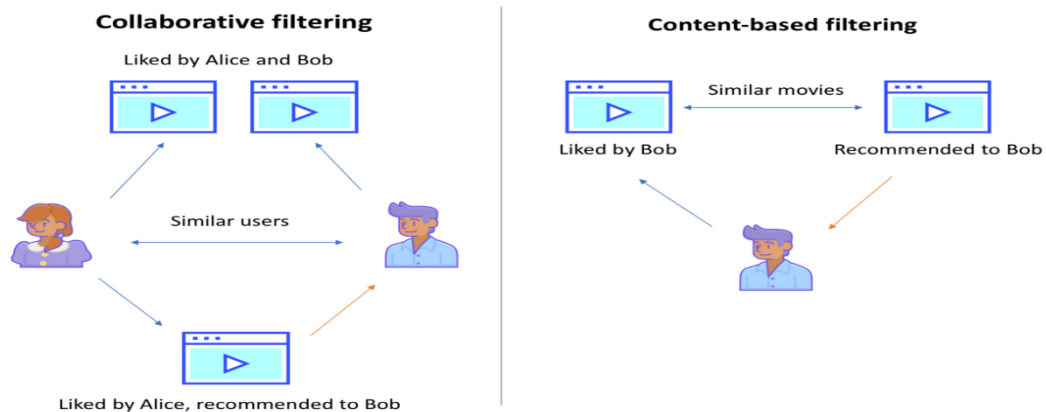 Collaborative filtering
Liked by Alice and Bob
Similar users
Liked by Alice, recommended to Bob
Content-based filtering
Similar movies
Liked by Bob
Recommended to Bob